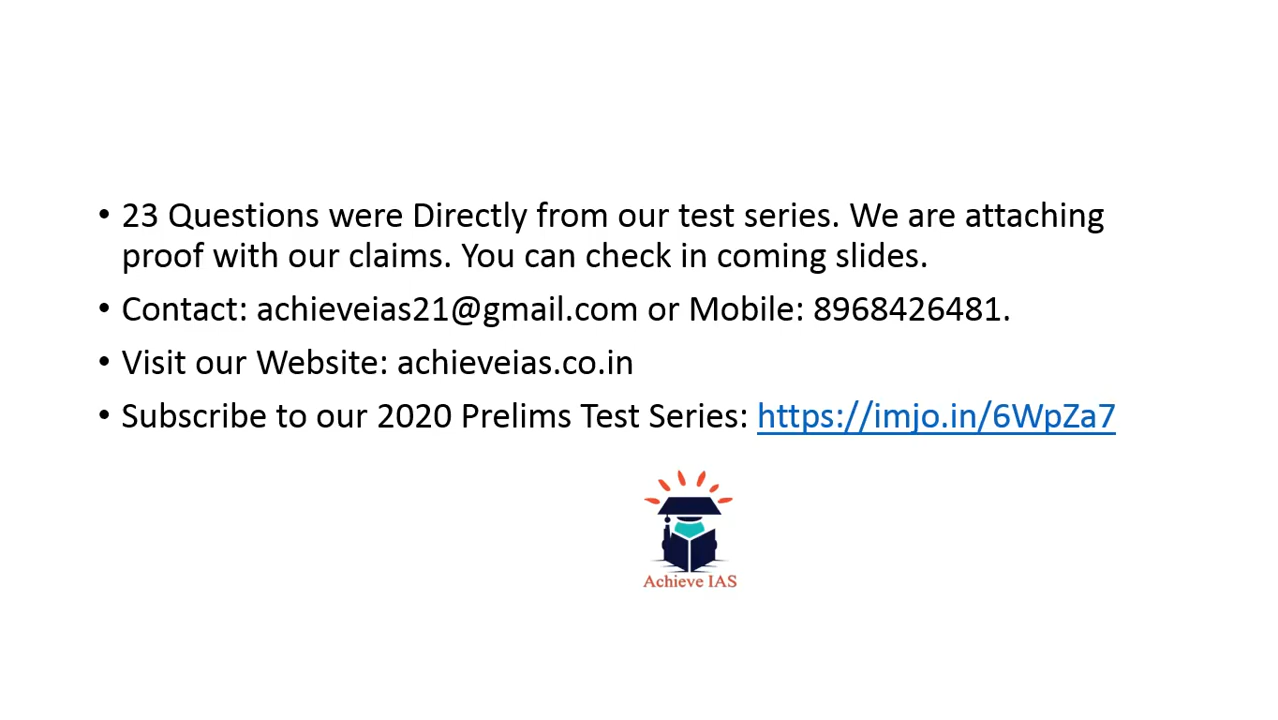 • 23 Questions were Directly from our test series. We are attaching
proof with our claims. You can check in coming slides.
• Contact: achieveias21@gmail.com or Mobile: 8968426481.
• Visit our Website: achieveias.co.in
• Subscribe to our 2020 Prelims Test Series: https://imjo.in/6WpZa7
Achieve IAS